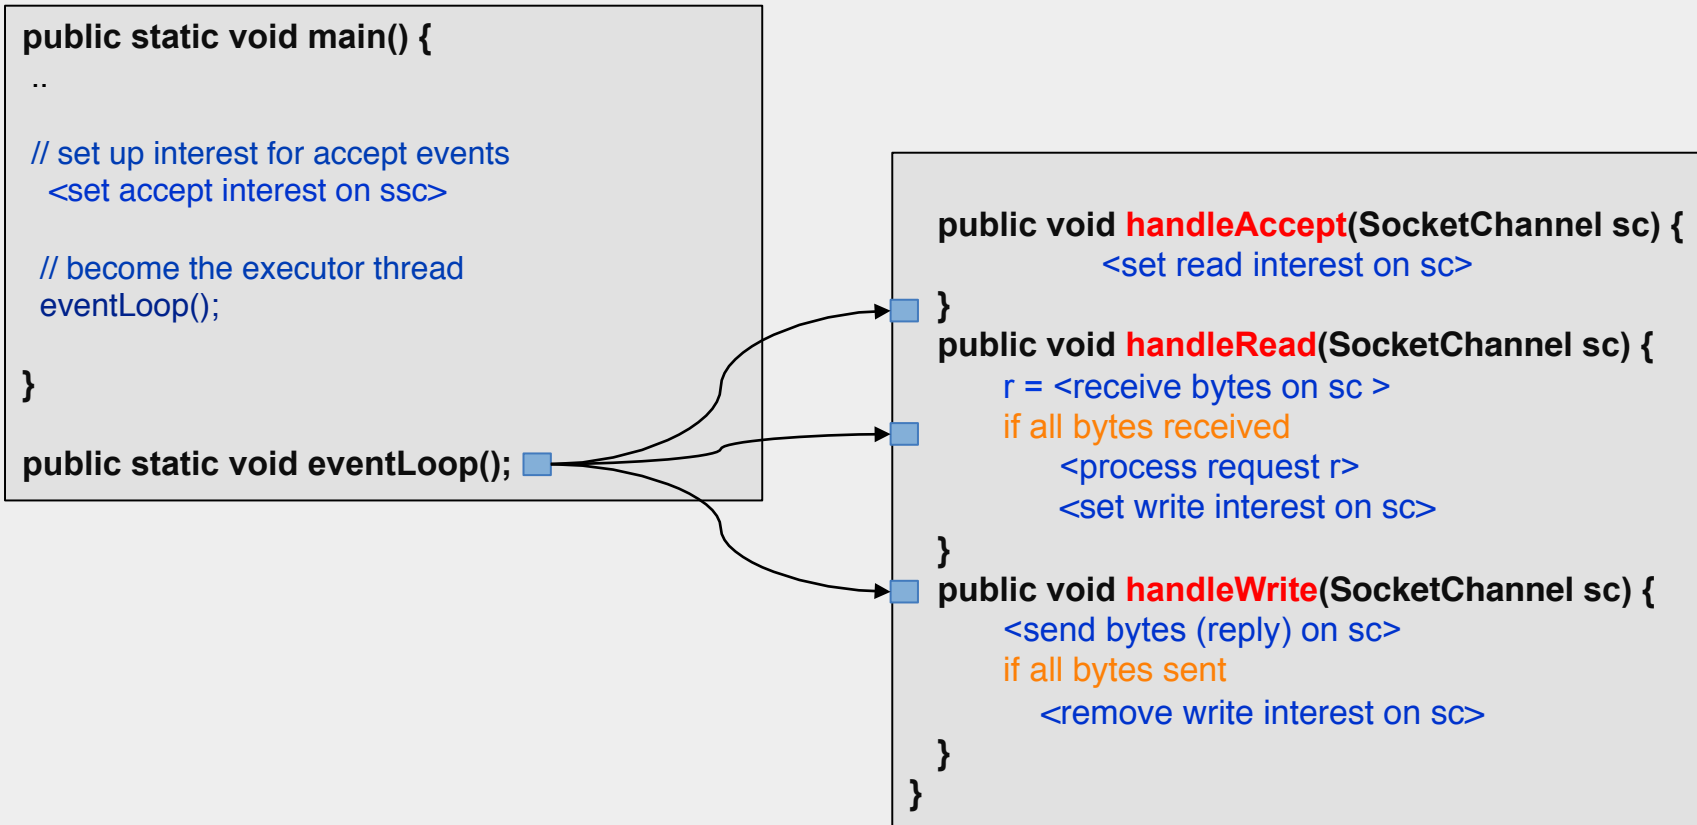 public static void main() {
..
// set up interest for accept events
<set accept interest on ssc>
// become the executor thread
eventLoop();
}
public static void eventLoop();
public void handleAccept(SocketChannel sc) {
<set read interest on sc>
}
public void handleRead(SocketChannel sc) {
r = <receive bytes on sc >
if all bytes received
<process request r>
<set write interest on sc>
}
public void handleWrite(SocketChannel sc) {
<send bytes (reply) on sc>
if all bytes sent
<remove write interest on sc>
}
}